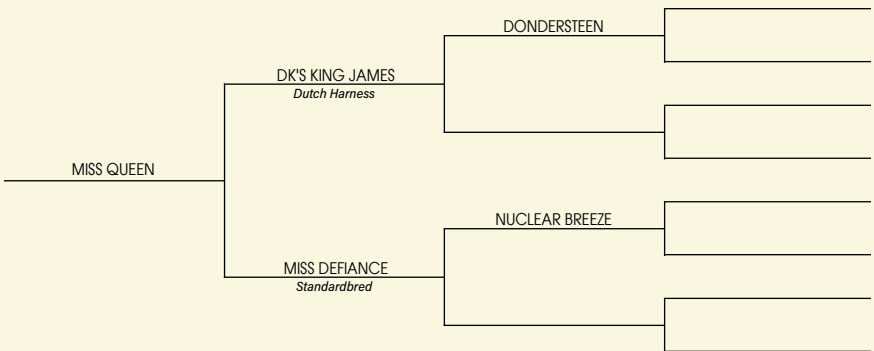 DONDERSTEEN
DK'S KING JAMES
Dutch Harness
MISS QUEEN
NUCLEAR BREEZE
MISS DEFIANCE
Standardbred